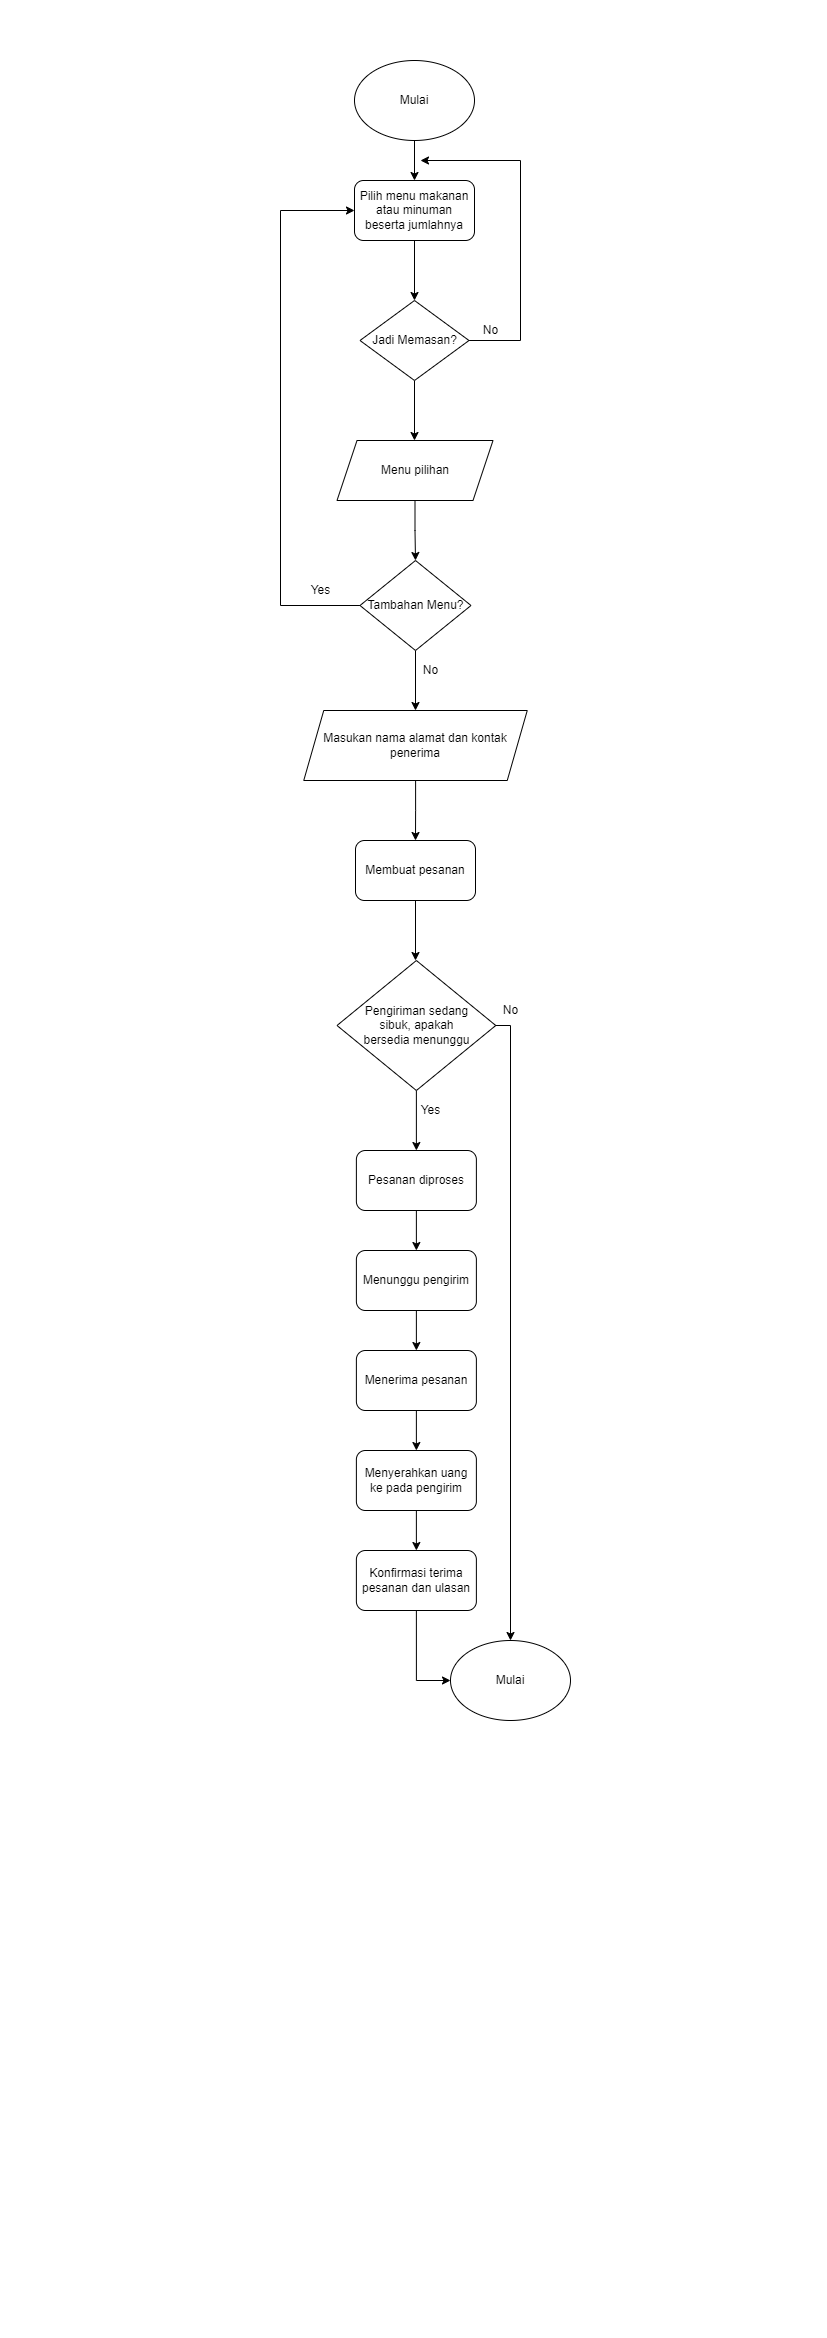 Mulai
Pilih menu makanan
atau minuman
beserta jumlahnya
Jadi Memasan?
No
Menu pilihan
Yes
Tambahan Menu?
No
Masukan nama alamat dan kontak
penerima
Membuat pesanan
Pengiriman sedang
sibuk, apakah
bersedia menunggu
No
Yes
Pesanan diproses
Menunggu pengirim
Menerima pesanan
Menyerahkan uang
ke pada pengirim
Konfirmasi terima
pesanan dan ulasan
Mulai